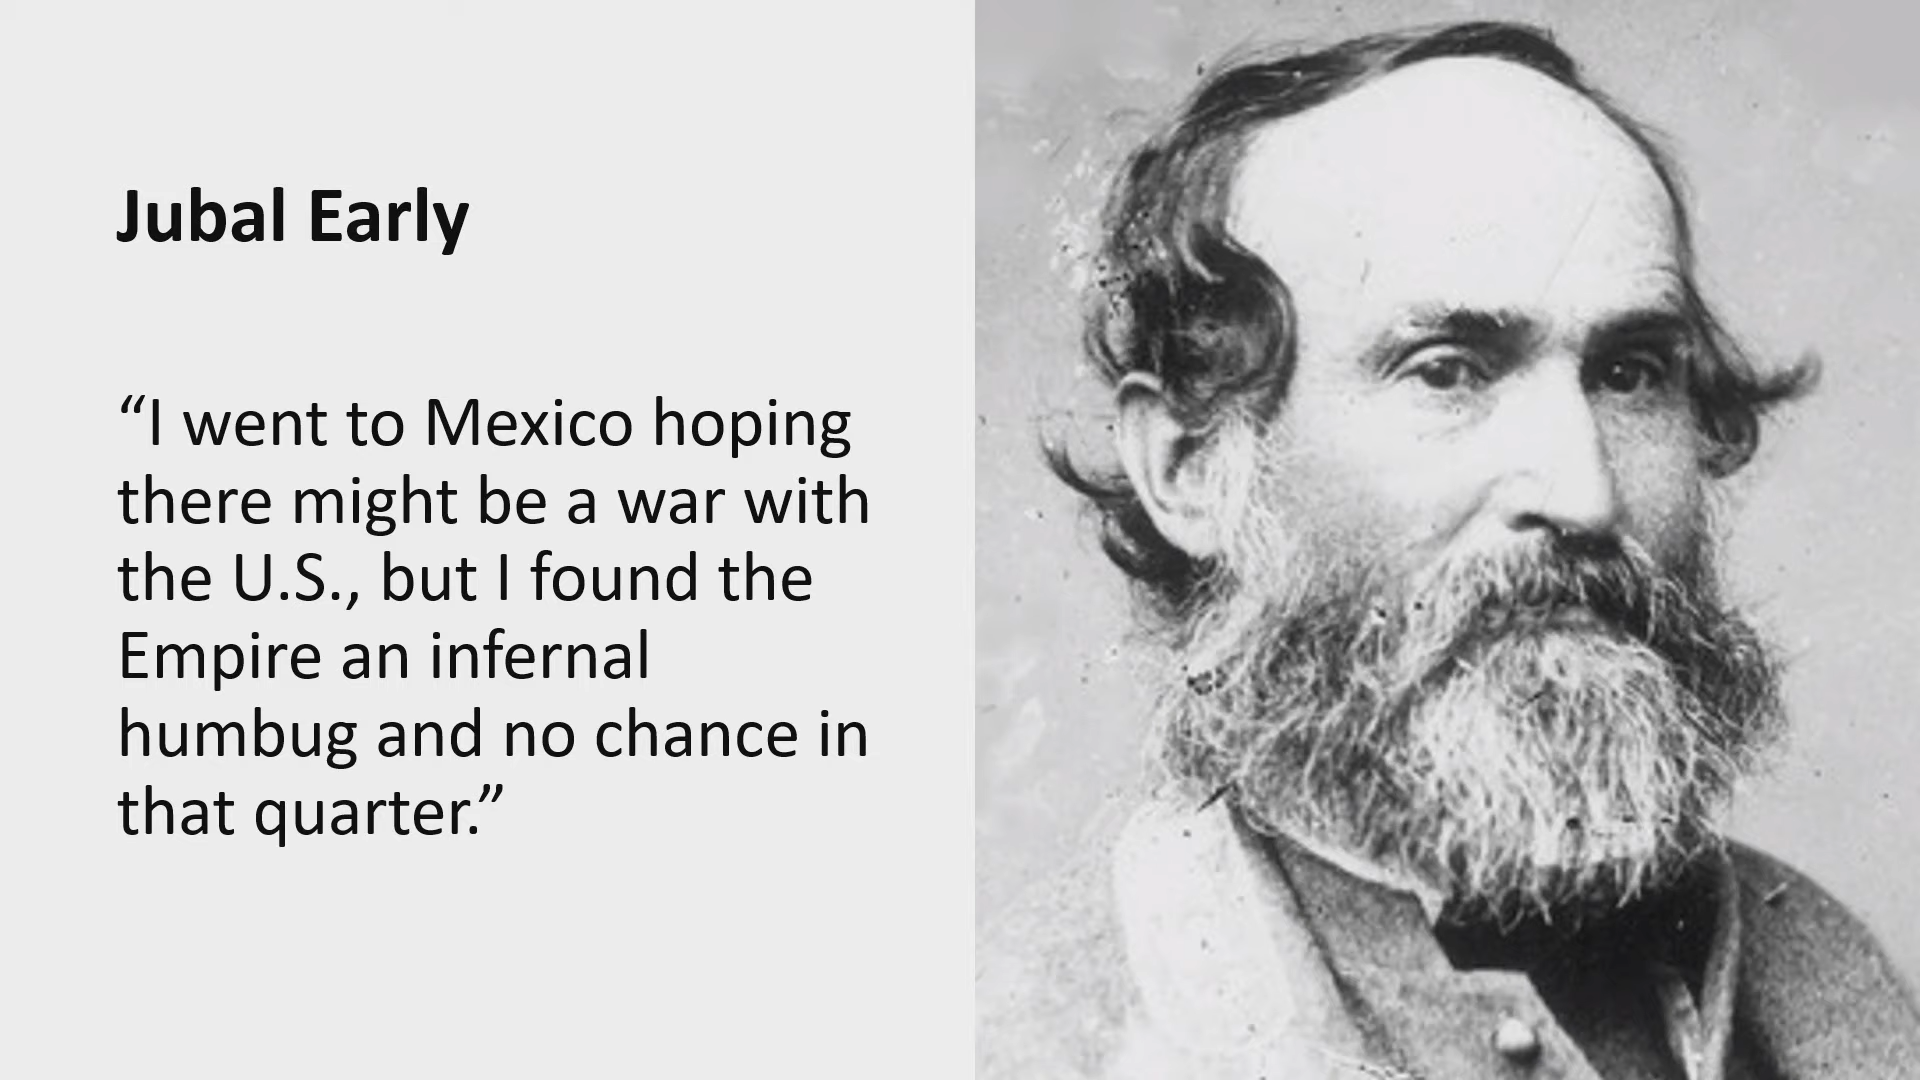 Jubal Early
“I went to Mexico hoping
there might be a war with
the U.S., but I found the
Empire an infernal
humbug and no chance in
that quarter.”